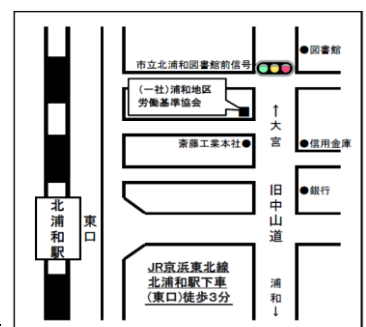 ●図書館
市立北浦和図書館前信号
(一社)浦和地区
労働基準協会
↑
大
宮
斎藤工業本社●
●信用金庫
●銀行
旧中山道
北浦和駅
東口
JR京浜東北線
北浦和駅下車
(東口)徒歩3分
浦
和
↓